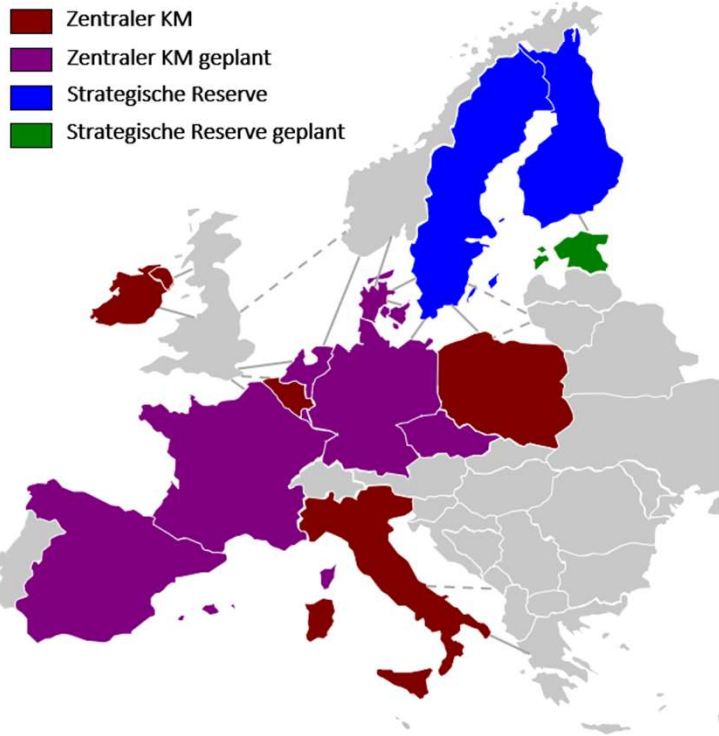 Zentraler KM
Zentraler KM geplant
Strategische Reserve
Strategische Reserve geplant